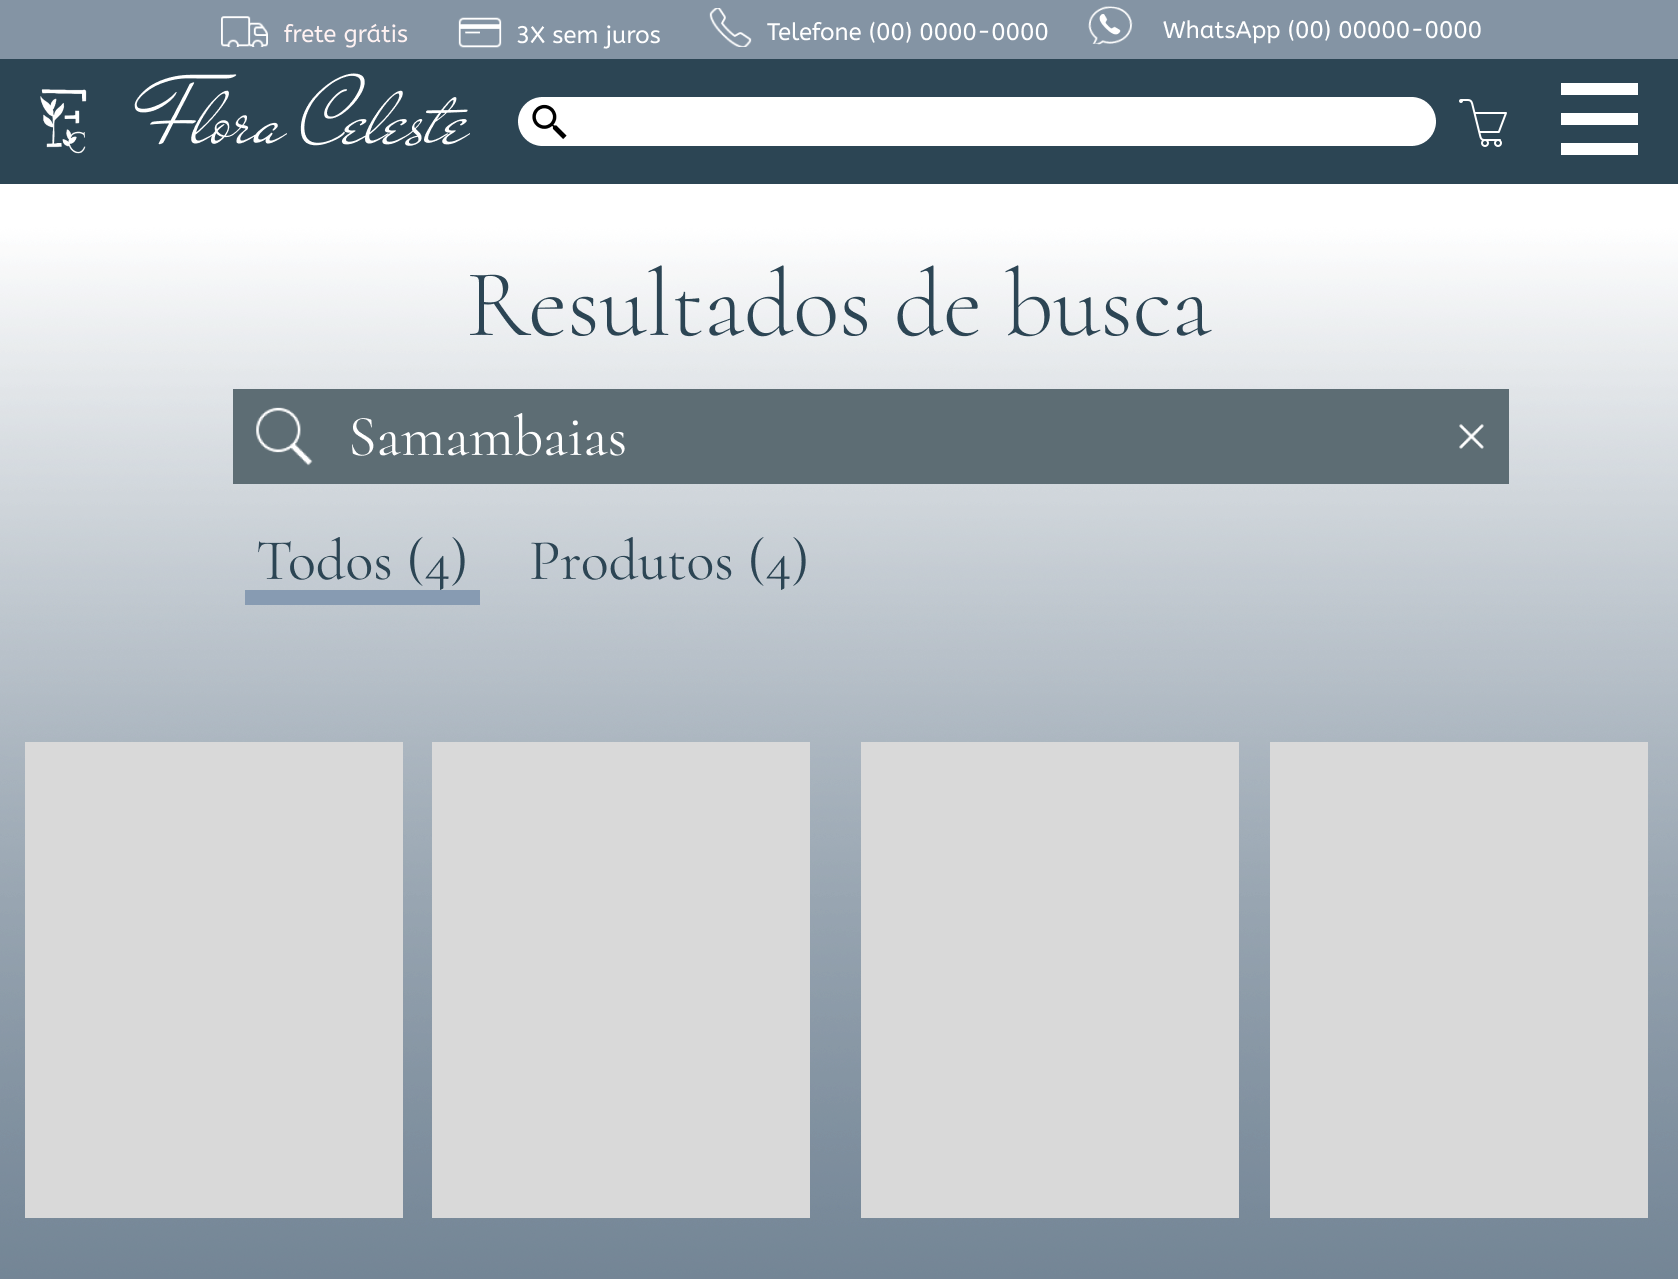 frete grátis
3X sem juros
Telefone (00) 0000-0000
WhatsApp (00) 00000-0000
Flora Celeste
Resultados de busca
Samambaias
Todos (4)
Produtos (4)